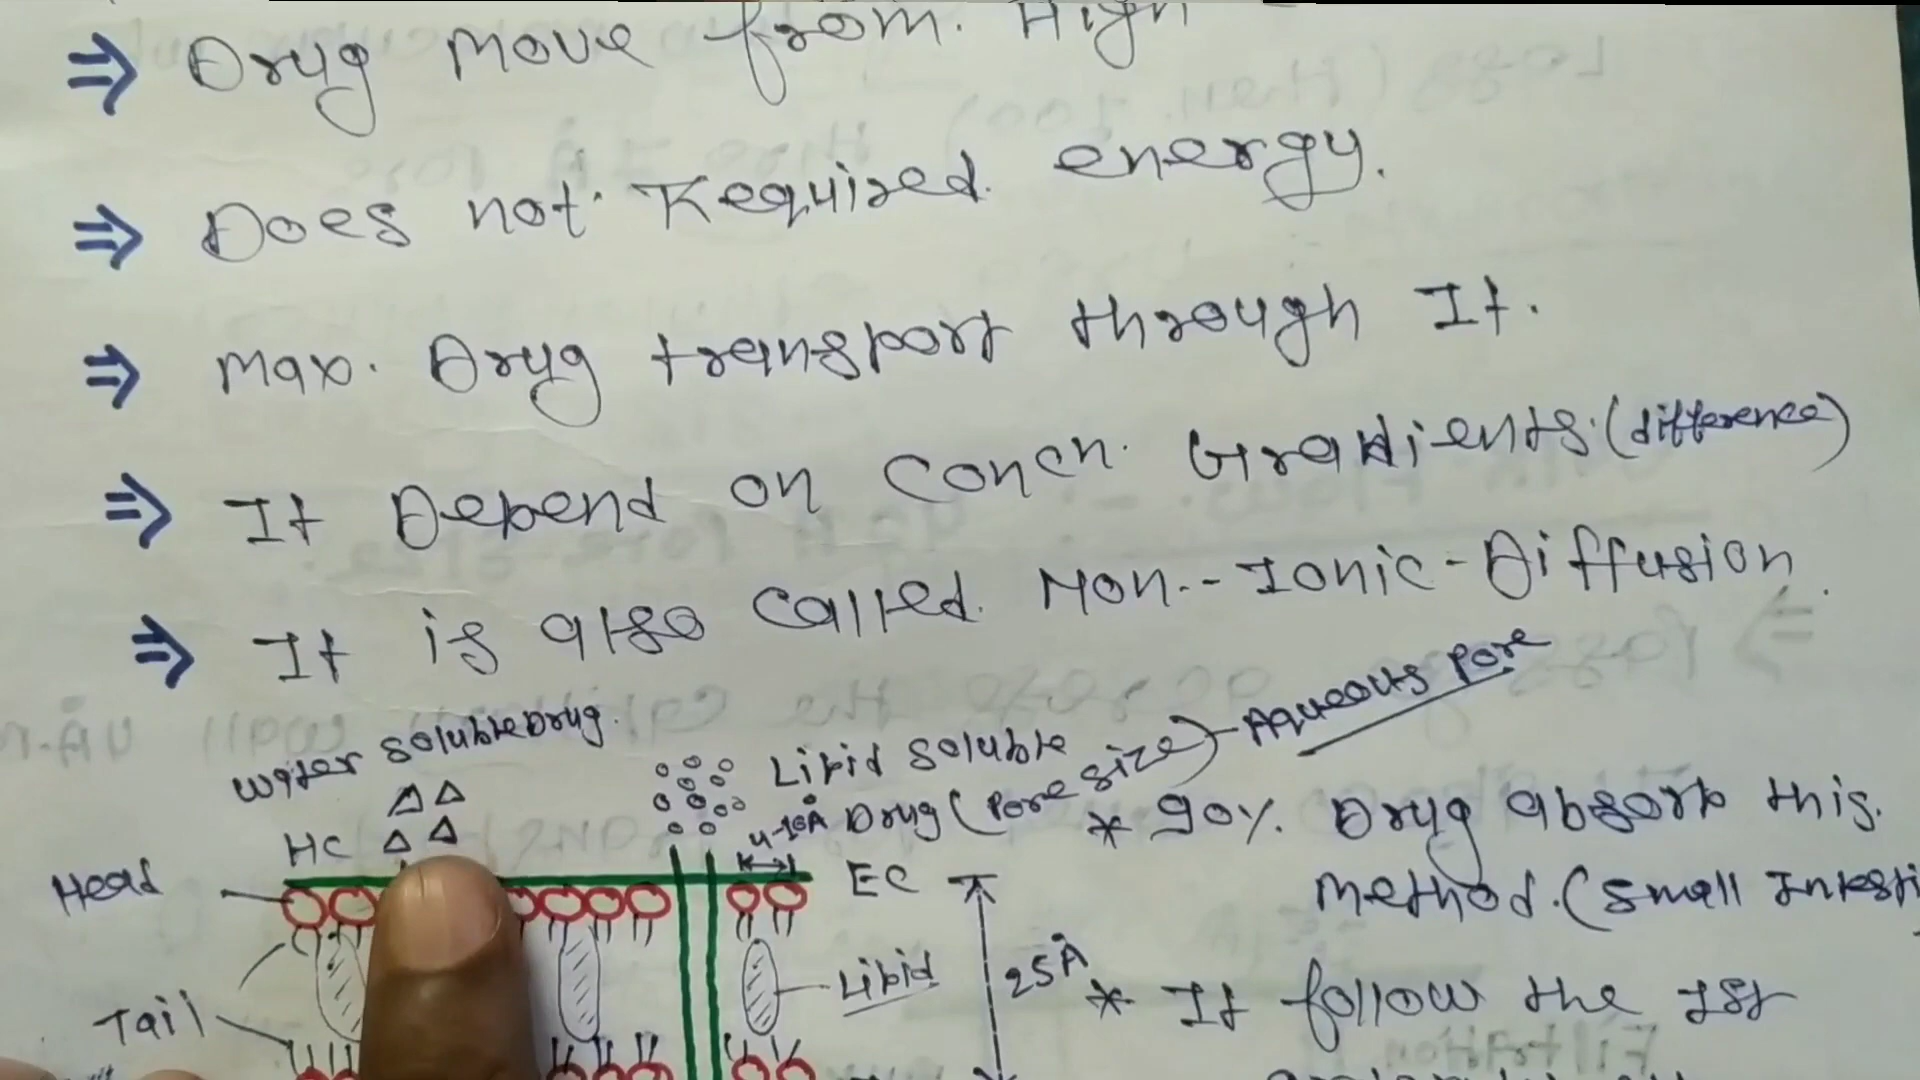 ⇒ Drug move from. High -
⇒ Does not Required. energy.
⇒ Max. Drug transport through It.
⇒ It Depend on Concn. Gradients. (difference)
⇒ It is also called. Non--Ionic-Diffusion.
water soluble Drug.
Lipid soluble
Drug (Pore size) - Aqueous pore
4-10Å
* 90% Drug absorb this.
Method. (Small Intesti
HC
EC
Head
Lipid
25Å
Tail
* It follow the Ist